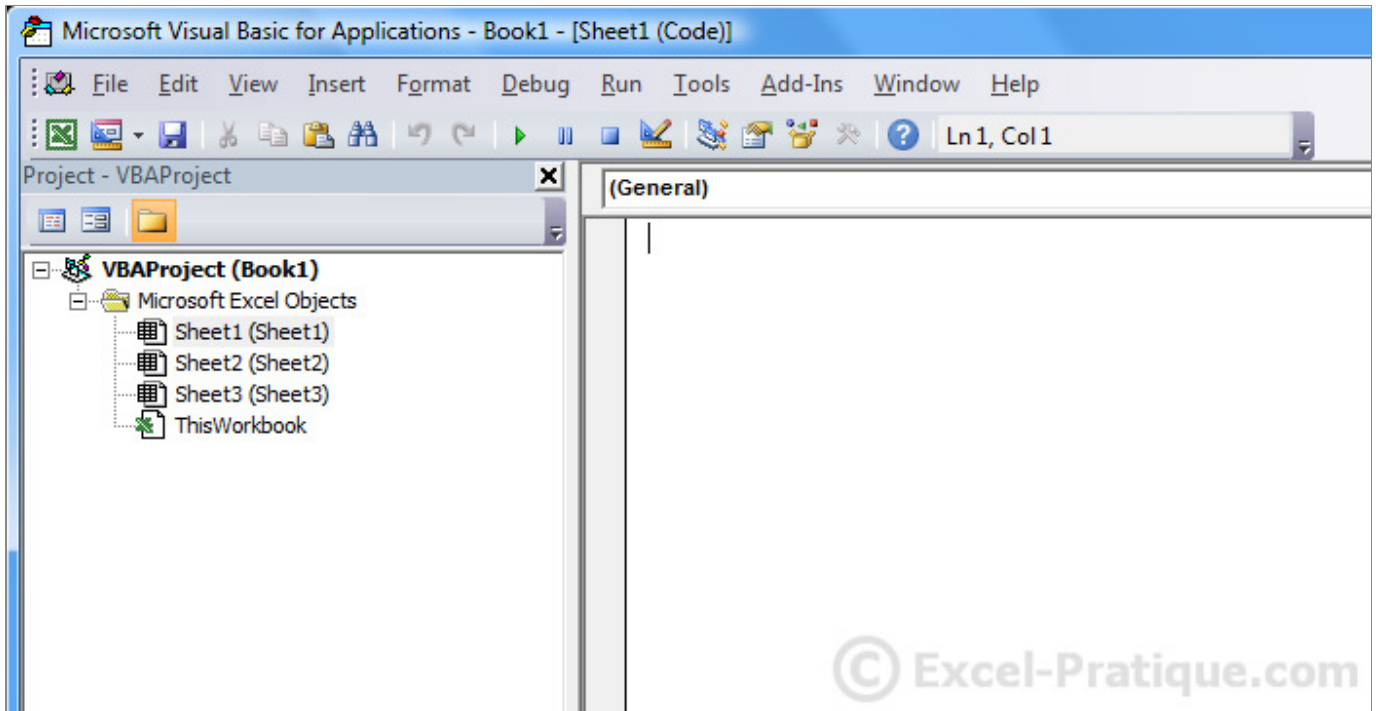 Microsoft Visual Basic for Applications - Book1 - [Sheet1 (Code)]
File Edit View Insert Format Debug Run Tools Add-Ins Window Help
Ln 1, Col 1
Project - VBAProject
(General)
VBAProject (Book1)
Microsoft Excel Objects
Sheet1 (Sheet1)
Sheet2 (Sheet2)
Sheet3 (Sheet3)
ThisWorkbook
© Excel-Pratique.com